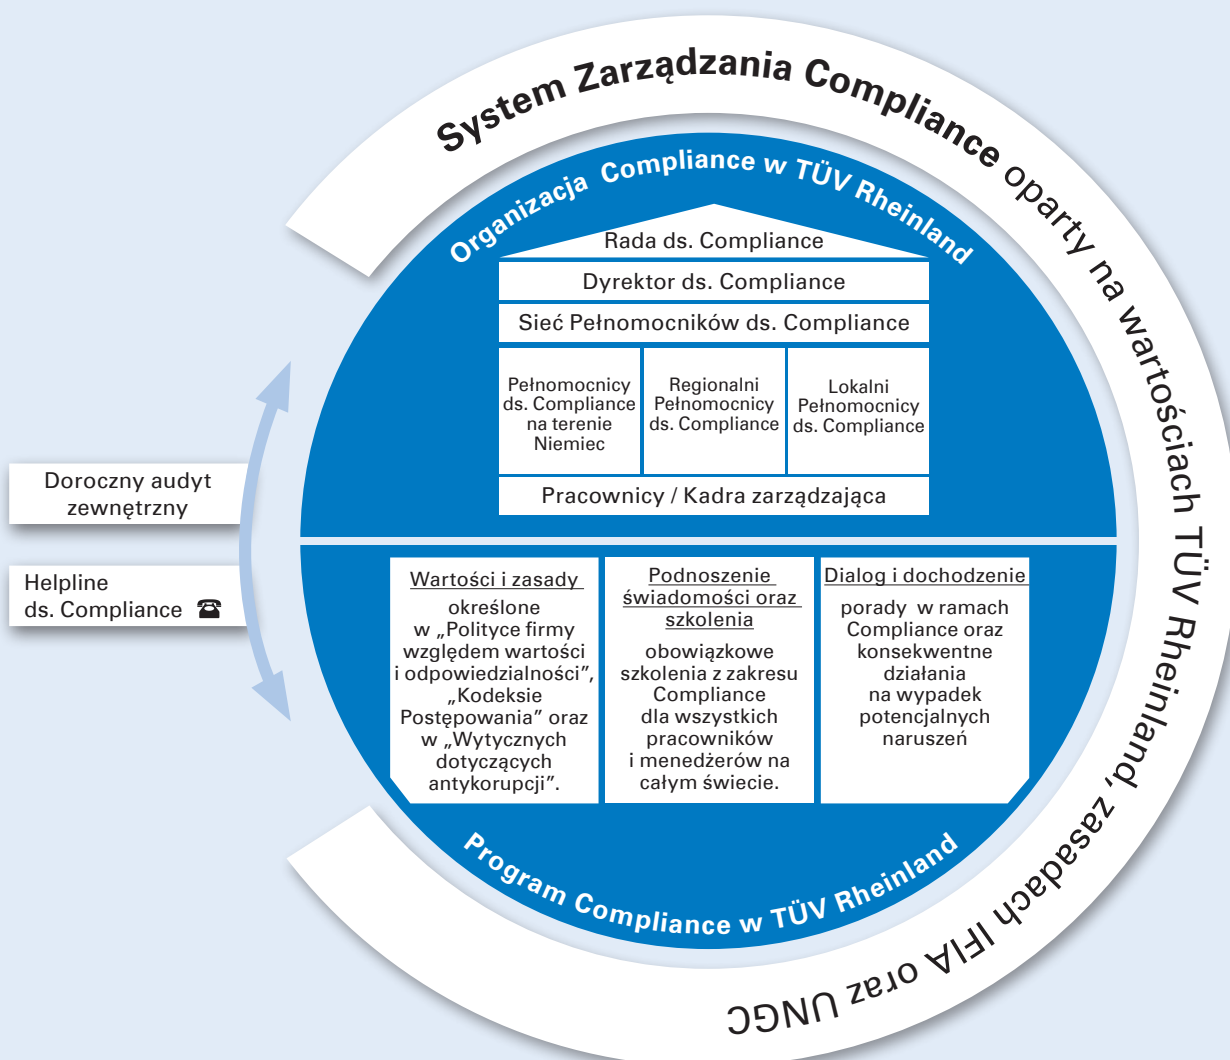 System Zarządzania Compliance oparty na wartościach TÜV Rheinland, zasadach IFIA oraz UNGC
Organizacja Compliance w TÜV Rheinland
Rada ds. Compliance
Dyrektor ds. Compliance
Sieć Pełnomocników ds. Compliance
Pełnomocnicy
ds. Compliance
na terenie
Niemiec
Regionalni
Pełnomocnicy
ds. Compliance
Lokalni
Pełnomocnicy
ds. Compliance
Pracownicy / Kadra zarządzająca
Doroczny audyt
zewnętrzny
Helpline
ds. Compliance
Wartości i zasady
określone
w „Polityce firmy
względem wartości
i odpowiedzialności”,
„Kodeksie
Postępowania” oraz
w „Wytycznych
dotyczących
antykorupcji”.
Podnoszenie
świadomości oraz
szkolenia
obowiązkowe
szkolenia z zakresu
Compliance
dla wszystkich
pracowników
i menedżerów na
całym świecie.
Dialog i dochodzenie
porady w ramach
Compliance oraz
konsekwentne
działania
na wypadek
potencjalnych
naruszeń
Program Compliance w TÜV Rheinland